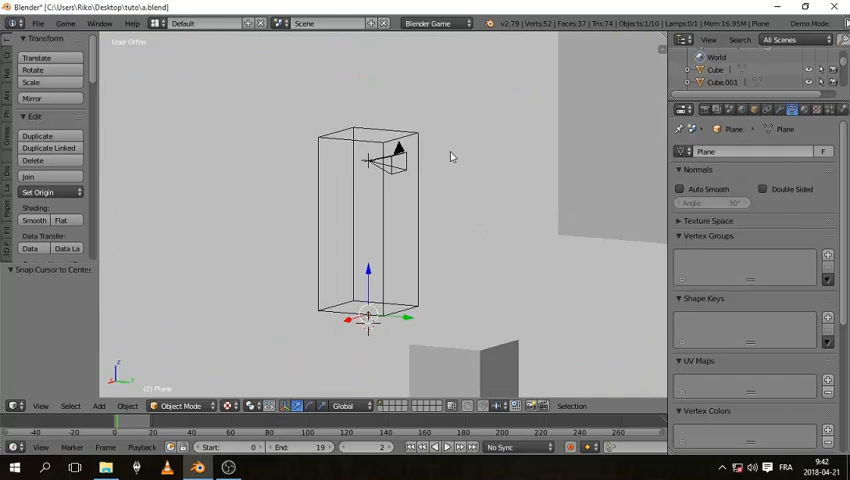 Blender* [C:\Users\Riko\Desktop\tuto\a.blend]
File Game Window Help Default Scene Blender Game v2.79 | Verts:52 | Faces:37 | Tris:74 | Objects:1/10 | Lamps:0/1 | Mem:16.95M | Plane Demo Mode:
User Ortho
View Search All Scenes
World
Cube
Cube.001
Transform
Translate
Rotate
Scale
Mirror
Edit
Duplicate
Duplicate Linked
Delete
Join
Set Origin
Shading:
Smooth Flat
Data Transfer:
Data Data La
Snap Cursor to Center
(2) Plane
View Select Add Object Object Mode Global Selection
Plane Plane
Plane F
Normals
Auto Smooth Double Sided
Angle: 30°
Texture Space
Vertex Groups
Shape Keys
UV Maps
Vertex Colors
-40 -20 0 20 40 60 80 100 120 140 160 180 200 220 240 260
View Marker Frame Playback Start: 0 End: 19 2 No Sync
FRA
9:42
2018-04-21